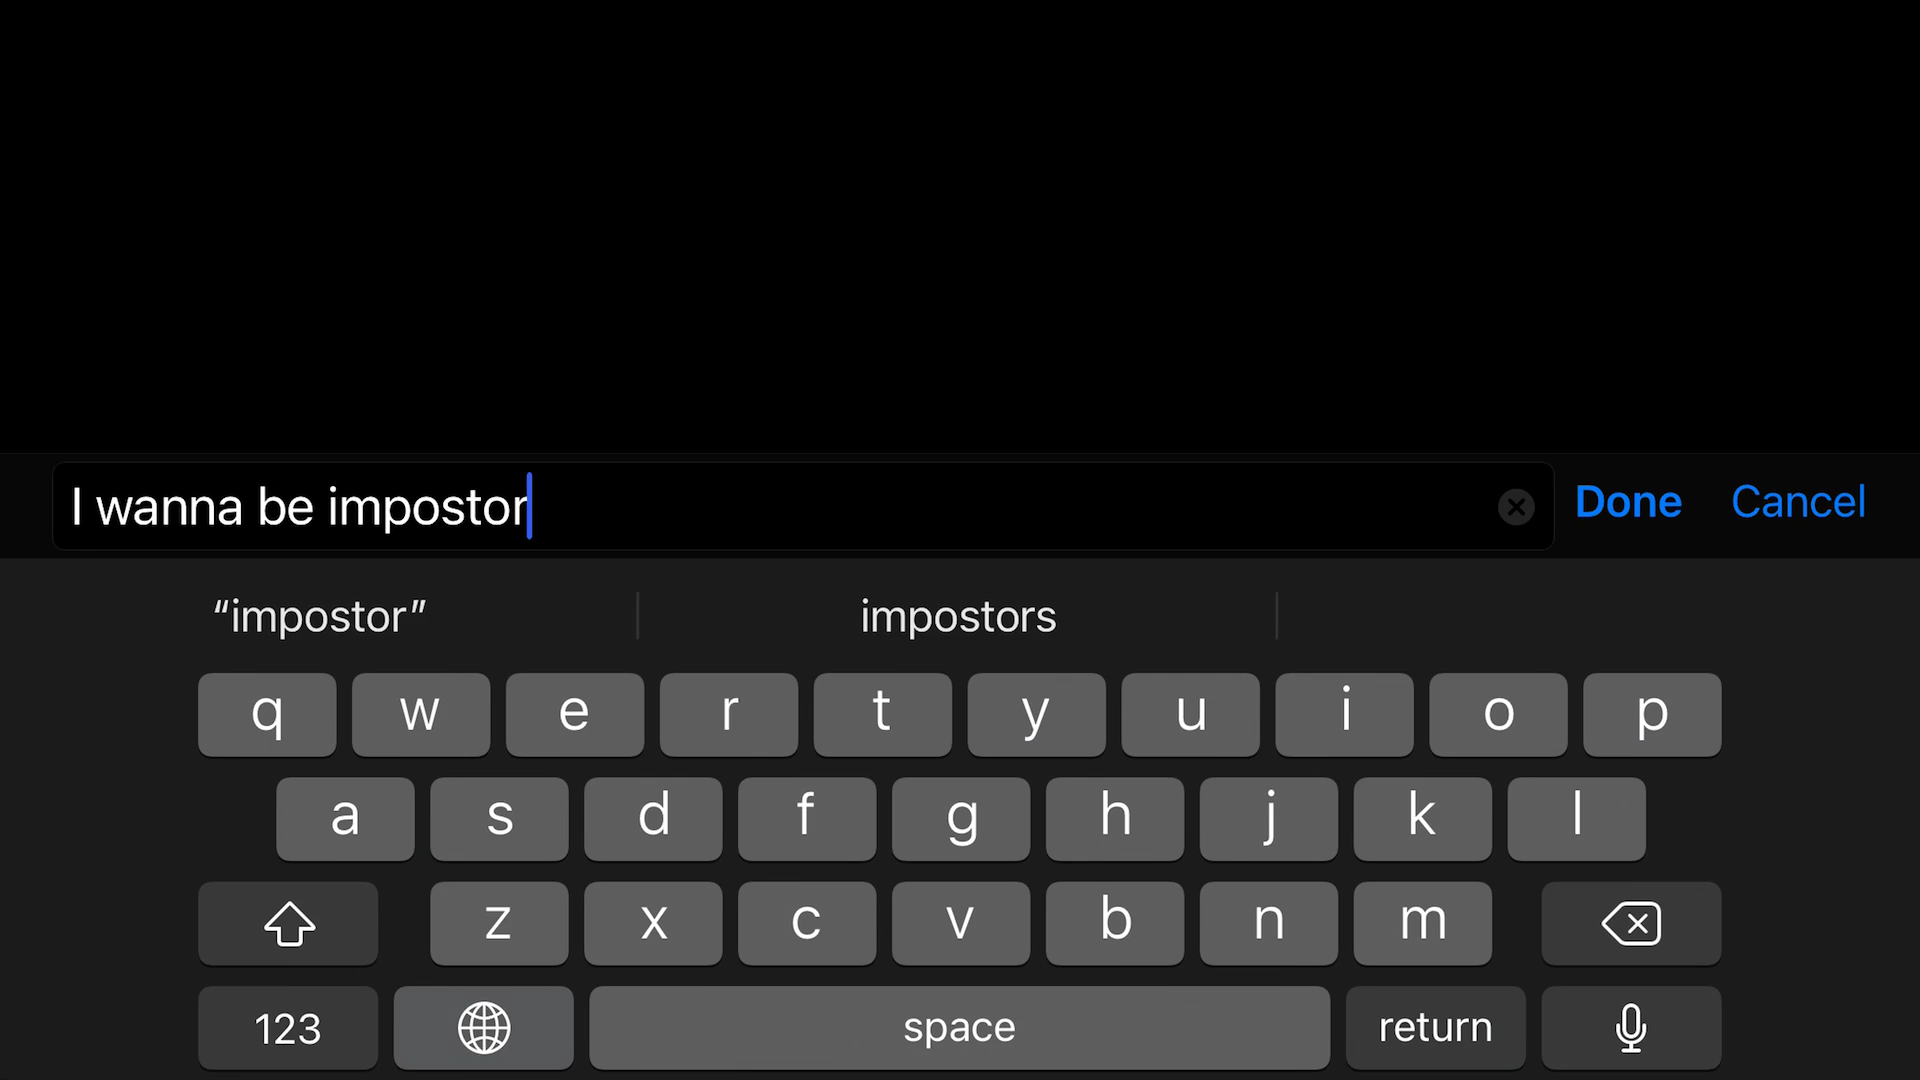 I wanna be impostor
Done
Cancel
“impostor”
impostors
q w e r t y u i o p
a s d f g h j k l
z x c v b n m
123
space
return